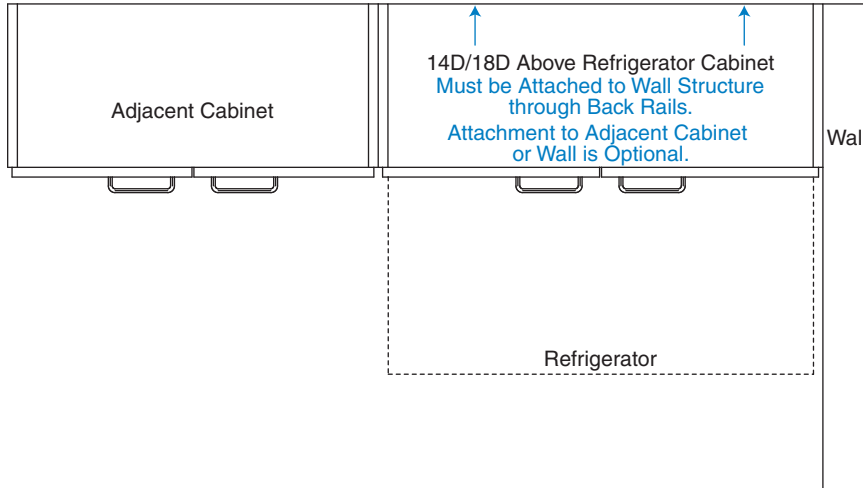 14D/18D Above Refrigerator Cabinet
Must be Attached to Wall Structure
through Back Rails.
Adjacent Cabinet
Attachment to Adjacent Cabinet
or Wall is Optional.
Wal
Refrigerator